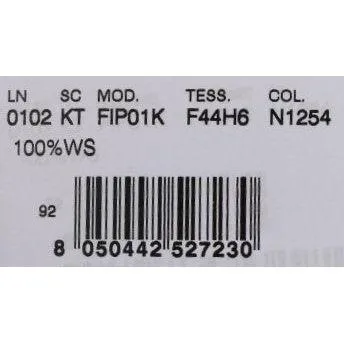 LN SC MOD. TESS. COL.
0102 KT FIP01K F44H6 N1254
100%WS
92
8 050442 527230